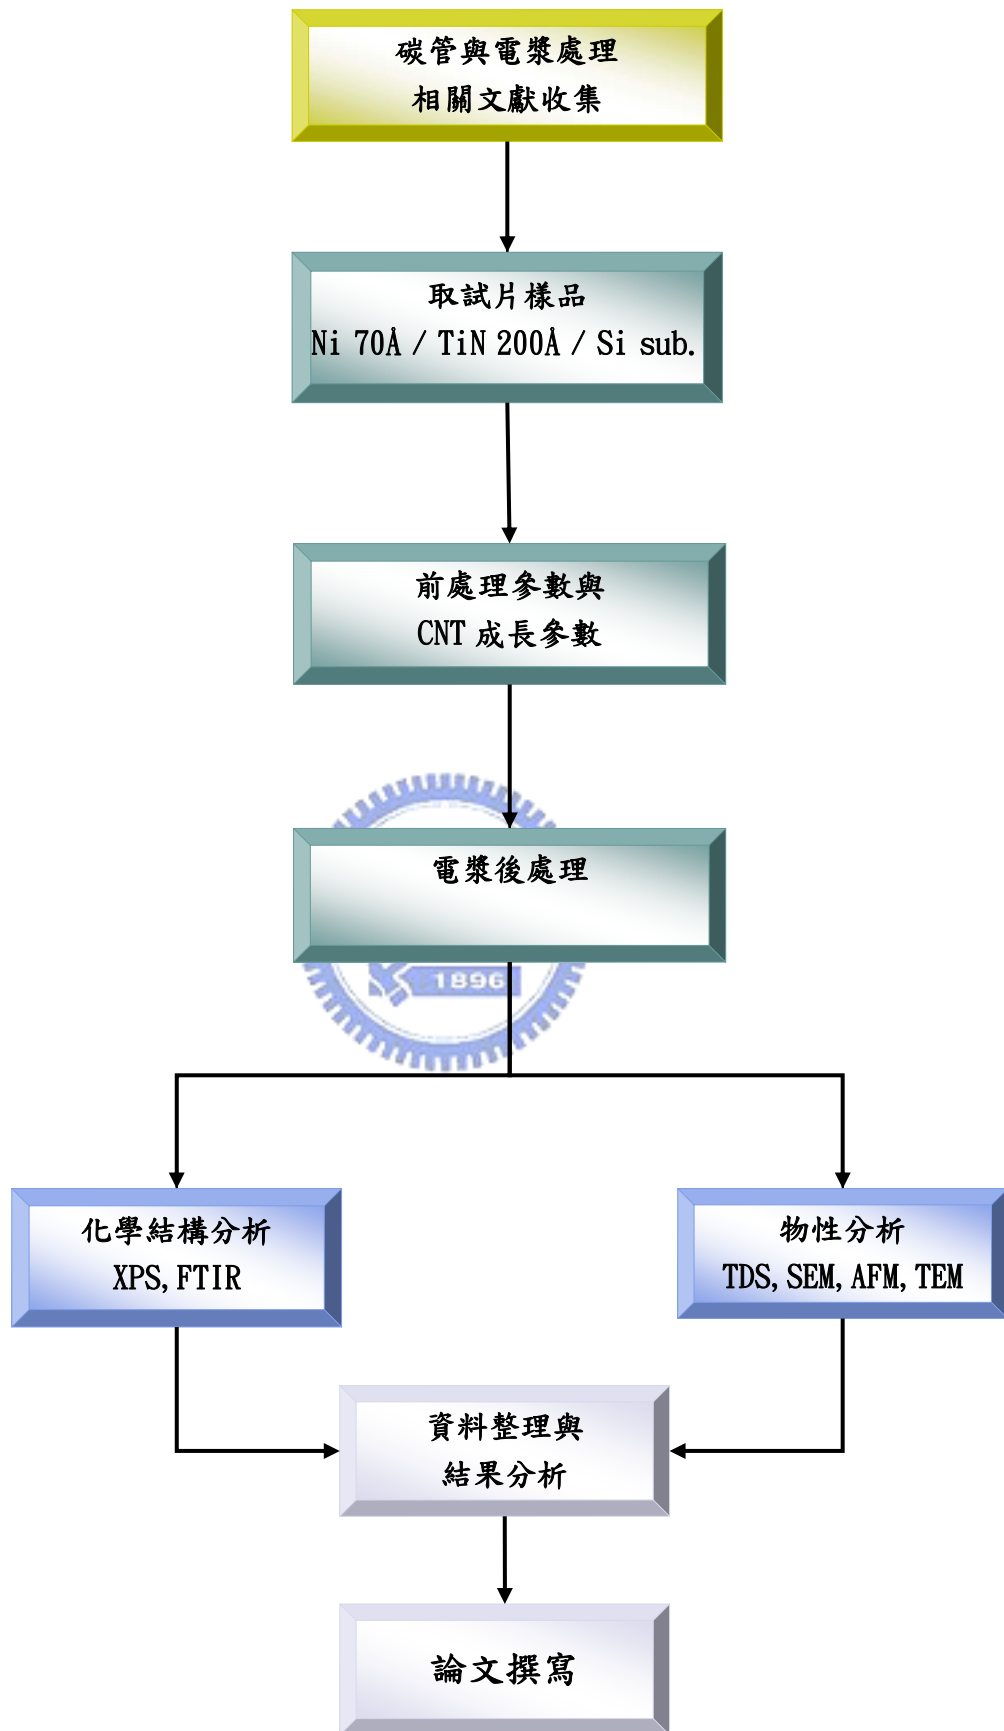 碳管與電漿處理
相關文獻收集
取試片樣品
Ni 70Å / TiN 200Å / Si sub.
前處理參數與
CNT 成長參數
電漿後處理
1896
化學結構分析
XPS, FTIR
物性分析
TDS, SEM, AFM, TEM
資料整理與
結果分析
論文撰寫